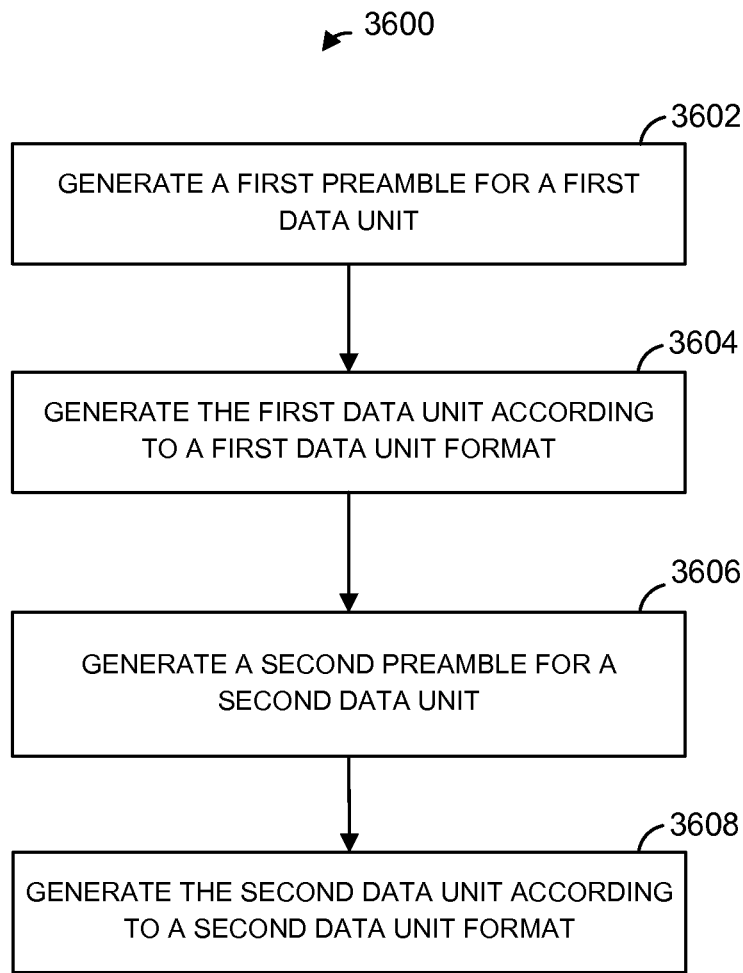 3600
3602
GENERATE A FIRST PREAMBLE FOR A FIRST
DATA UNIT
3604
GENERATE THE FIRST DATA UNIT ACCORDING
TO A FIRST DATA UNIT FORMAT
3606
GENERATE A SECOND PREAMBLE FOR A
SECOND DATA UNIT
3608
GENERATE THE SECOND DATA UNIT ACCORDING
TO A SECOND DATA UNIT FORMAT